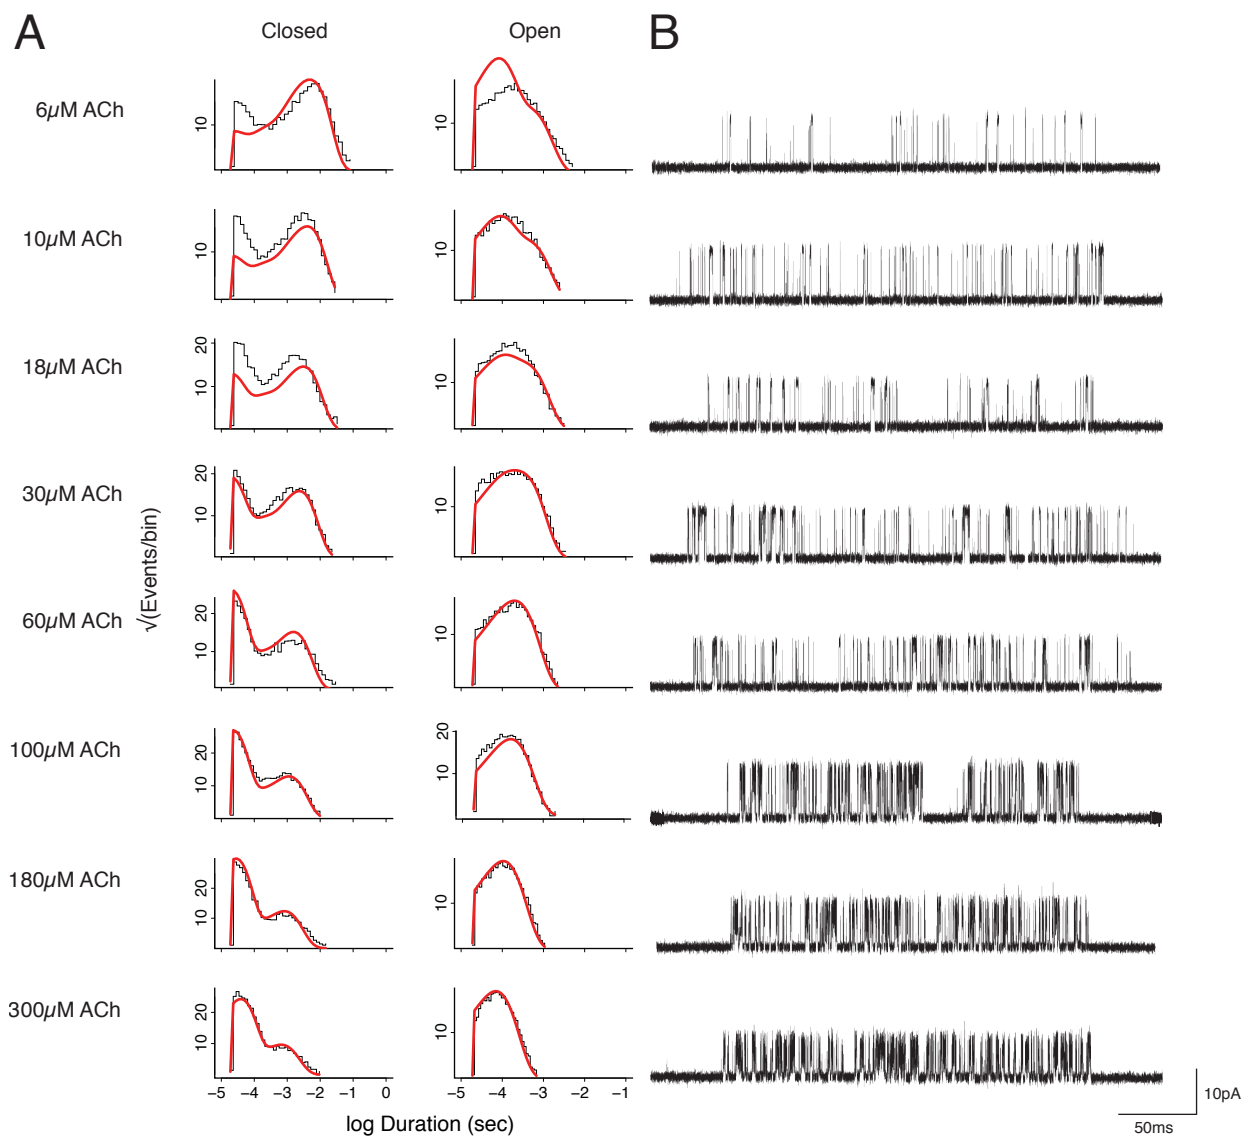 A
Closed
Open
B
6μM ACh
10
10
10μM ACh
10
10
18μM ACh
20
10
10
30μM ACh
20
10
10
60μM ACh
20
10
10
100μM ACh
20
10
20
10
180μM ACh
20
10
10
300μM ACh
20
10
10
√(Events/bin)
−5 −4 −3 −2 −1 0
−5 −4 −3 −2 −1
log Duration (sec)
10pA
50ms